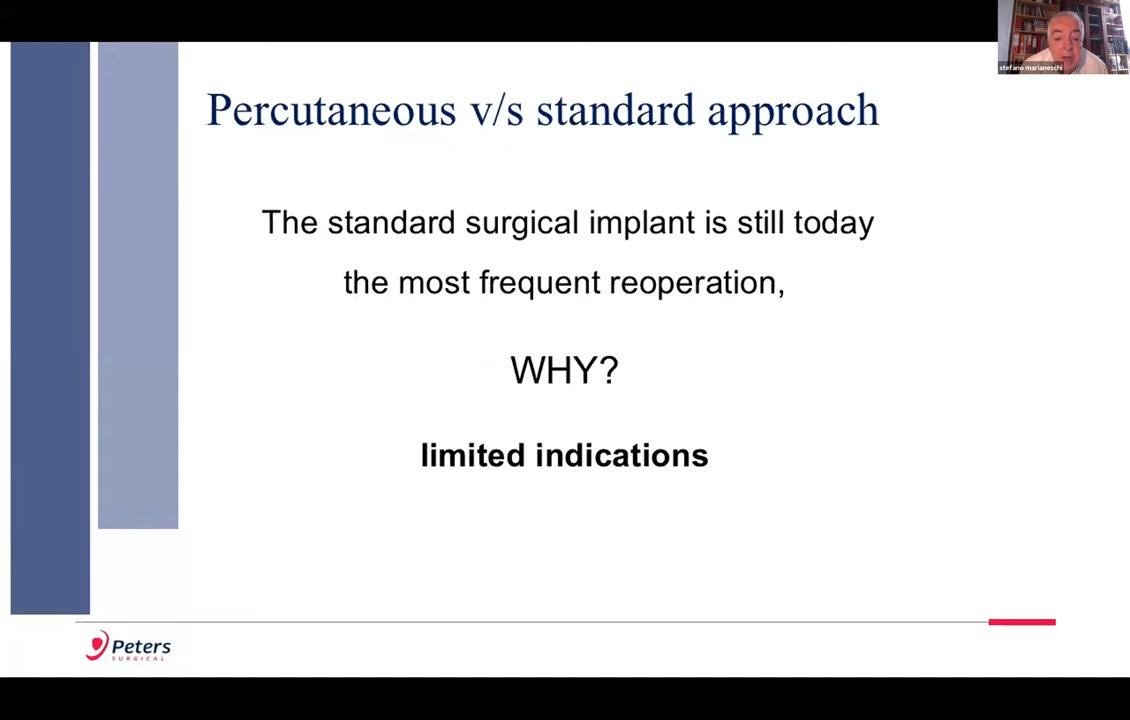 stefano marianeschi
Percutaneous v/s standard approach
The standard surgical implant is still today
the most frequent reoperation,
WHY?
limited indications
Peters
SURGICAL